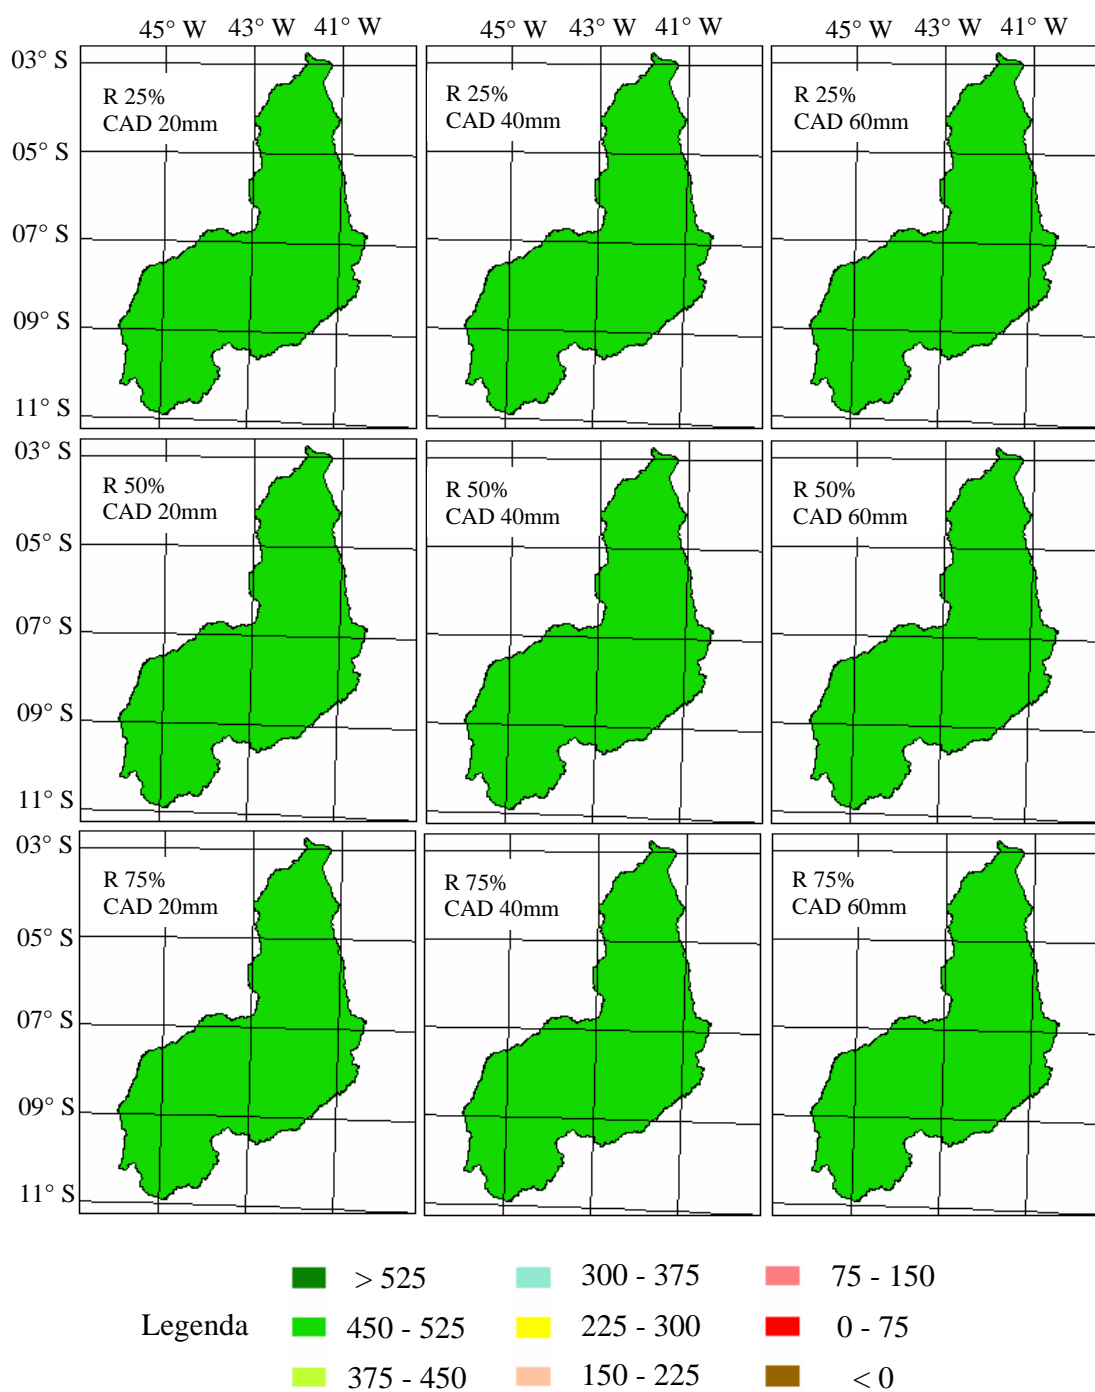 45° W 43° W 41° W 45° W 43° W 41° W 45° W 43° W 41° W
03° S
R 25%
CAD 20mm
R 25%
CAD 40mm
R 25%
CAD 60mm
05° S
07° S
09° S
11° S
03° S
R 50%
CAD 20mm
R 50%
CAD 40mm
R 50%
CAD 60mm
05° S
07° S
09° S
11° S
03° S
R 75%
CAD 20mm
R 75%
CAD 40mm
R 75%
CAD 60mm
05° S
07° S
09° S
11° S
> 525 300 - 375 75 - 150
Legenda 450 - 525 225 - 300 0 - 75
375 - 450 150 - 225 < 0